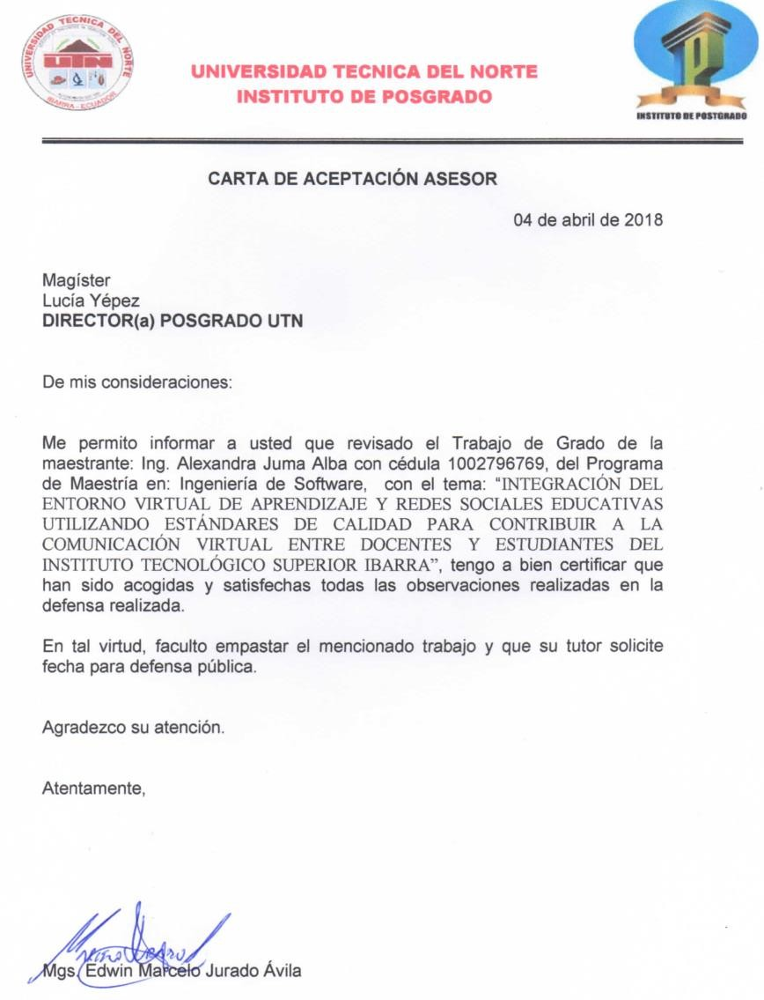 UNIVERSIDAD TECNICA DEL NORTE
UTN
IBARRA - ECUADOR
UNIVERSIDAD TECNICA DEL NORTE
INSTITUTO DE POSGRADO
INSTITUTO DE POSTGRADO
CARTA DE ACEPTACIÓN ASESOR
04 de abril de 2018
Magíster
Lucía Yépez
DIRECTOR(a) POSGRADO UTN
De mis consideraciones:
Me permito informar a usted que revisado el Trabajo de Grado de la
maestrante: Ing. Alexandra Juma Alba con cédula 1002796769, del Programa
de Maestría en: Ingeniería de Software, con el tema: “INTEGRACIÓN DEL
ENTORNO VIRTUAL DE APRENDIZAJE Y REDES SOCIALES EDUCATIVAS
UTILIZANDO ESTÁNDARES DE CALIDAD PARA CONTRIBUIR A LA
COMUNICACIÓN VIRTUAL ENTRE DOCENTES Y ESTUDIANTES DEL
INSTITUTO TECNOLÓGICO SUPERIOR IBARRA”, tengo a bien certificar que
han sido acogidas y satisfechas todas las observaciones realizadas en la
defensa realizada.
En tal virtud, faculto empastar el mencionado trabajo y que su tutor solicite
fecha para defensa pública.
Agradezco su atención.
Atentamente,
Mgs. Edwin Marcelo Jurado Ávila